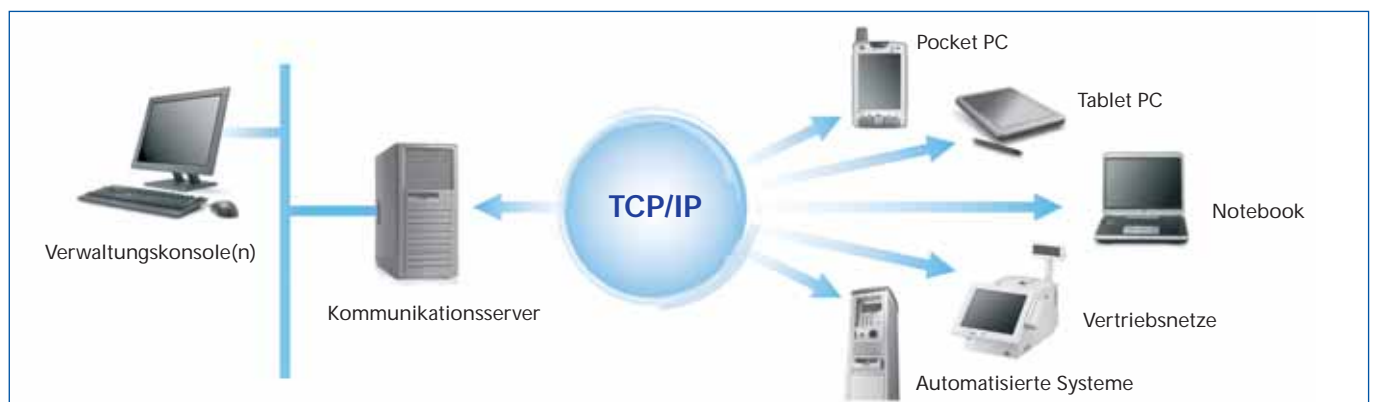 Pocket PC
Tablet PC
TCP/IP
Notebook
Verwaltungskonsole(n)
Kommunikationsserver
Vertriebsnetze
Automatisierte Systeme